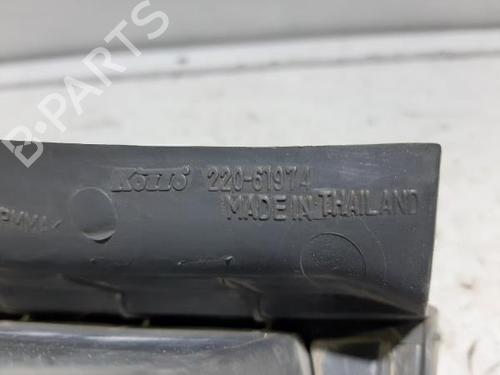 B-Parts
KOITO 220-61974
MADE IN THAILAND